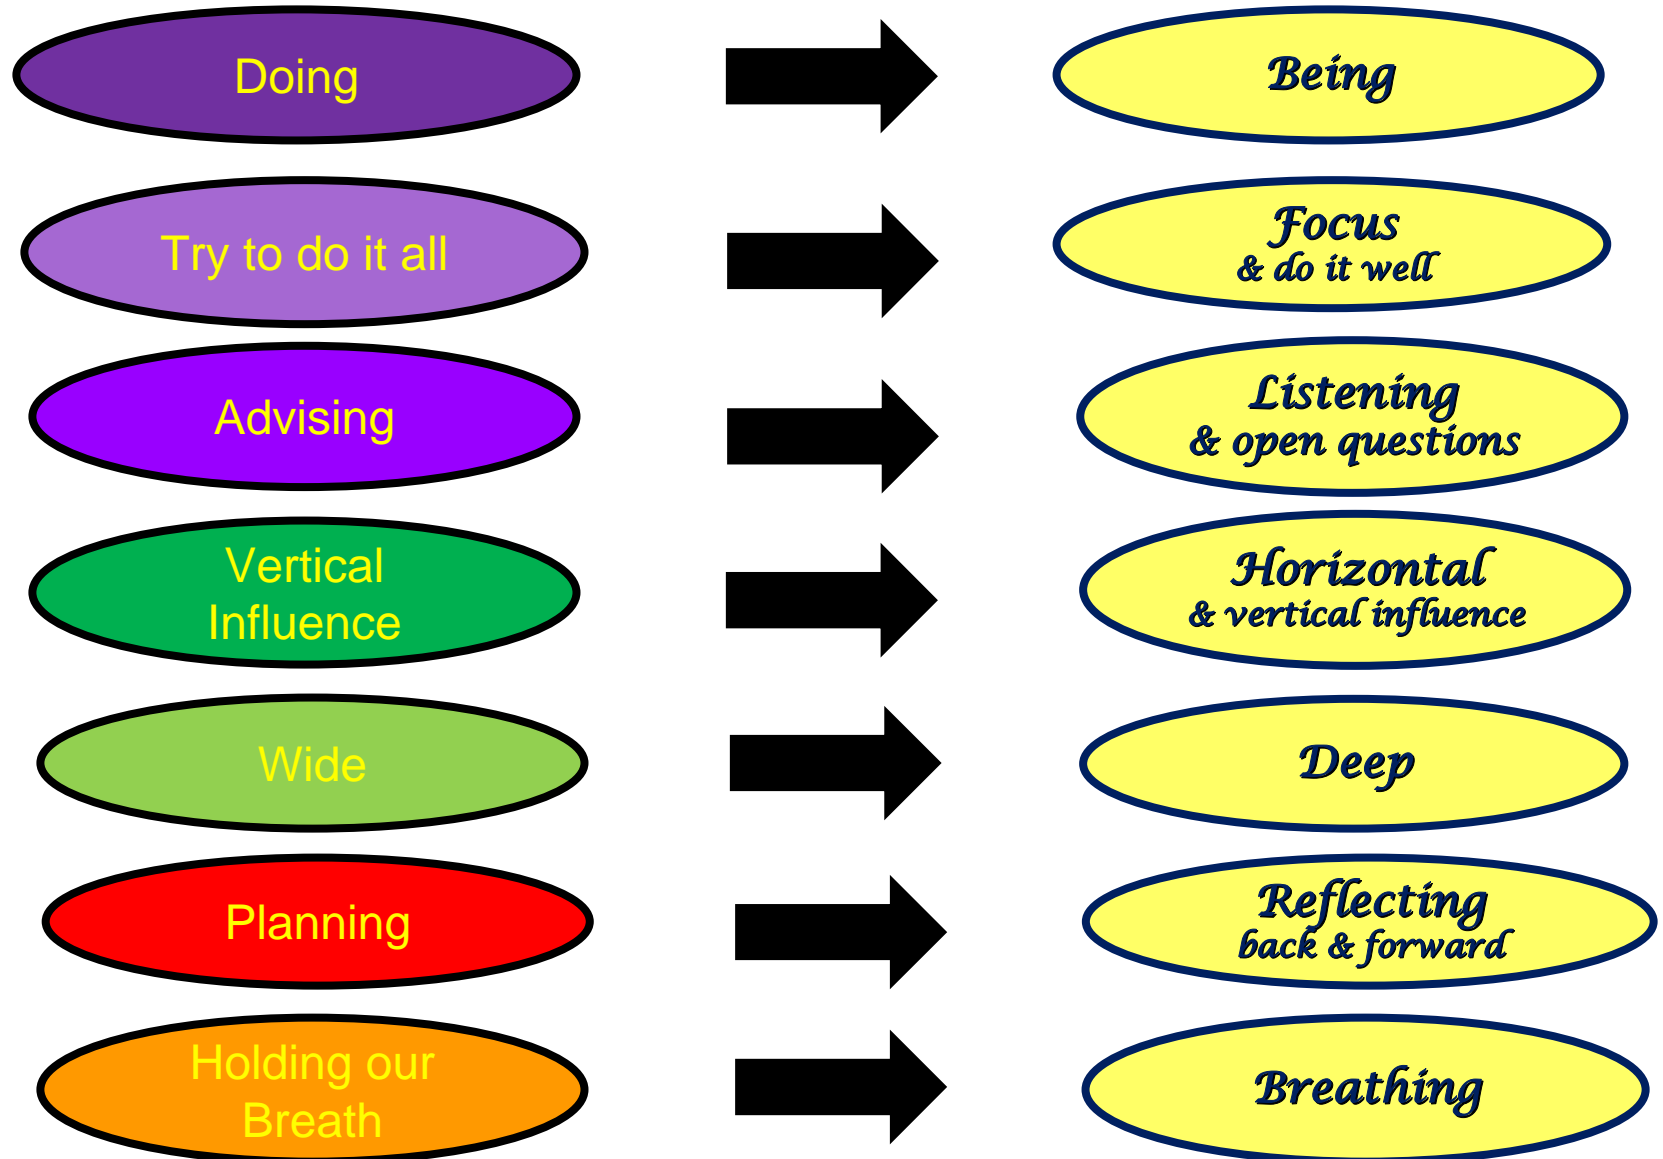 Doing
Being
Try to do it all
Focus
& do it well
Advising
Listening
& open questions
Vertical
Influence
Horizontal
& vertical influence
Wide
Deep
Planning
Reflecting
back & forward
Holding our
Breath
Breathing